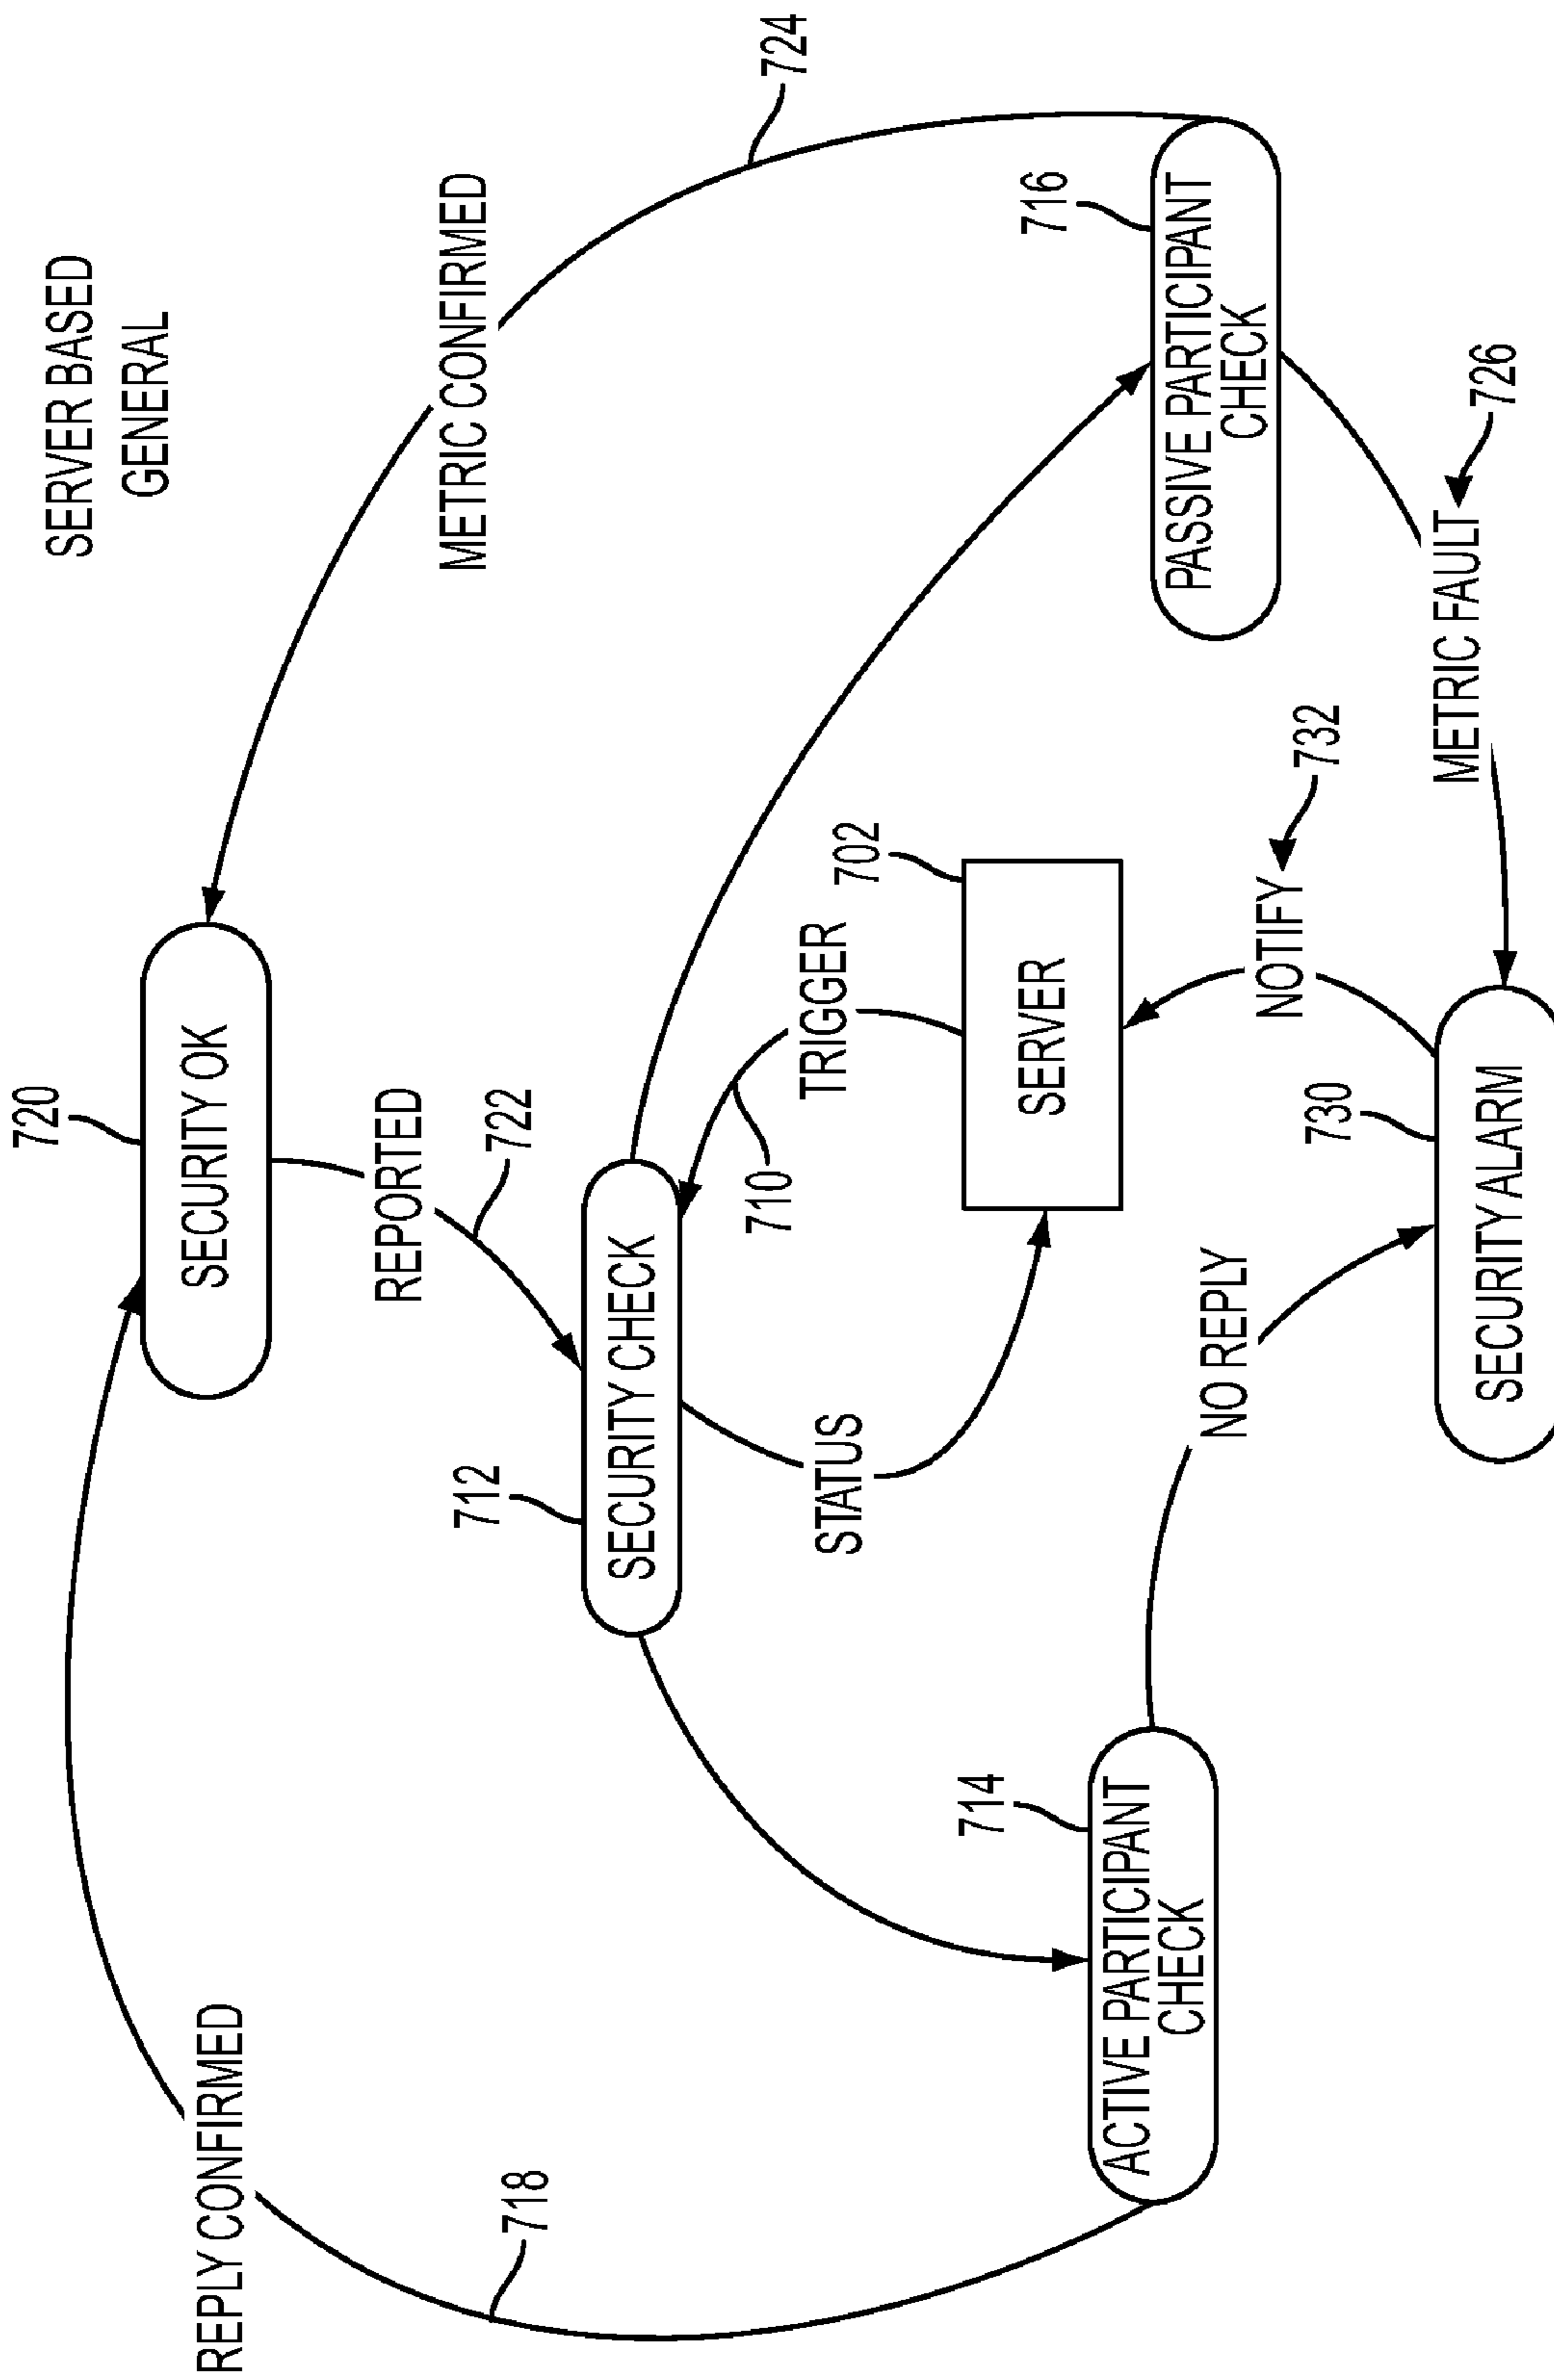 SERVER BASED
GENERAL
720
SECURITY OK
REPLY CONFIRMED
718
REPORTED
722
METRIC CONFIRMED
724
712
SECURITY CHECK
710
TRIGGER
STATUS
702
SERVER
714
ACTIVE PARTICIPANT
CHECK
716
PASSIVE PARTICIPANT
CHECK
NO REPLY
NOTIFY
732
METRIC FAULT
726
730
SECURITY ALARM